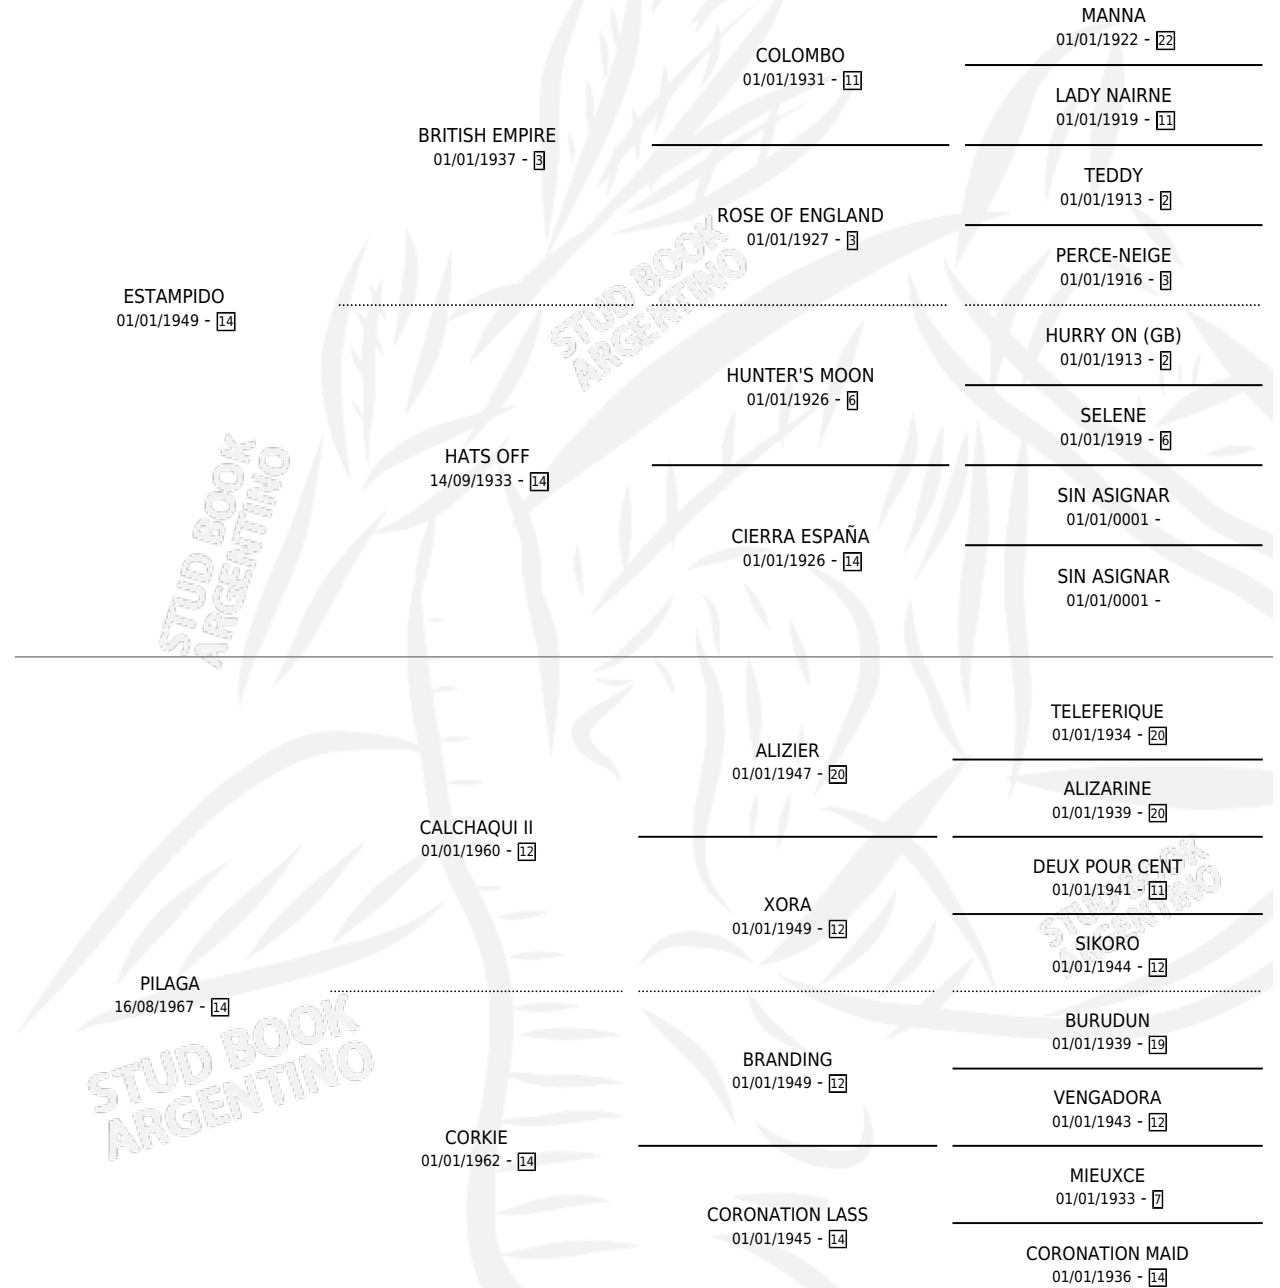 MANNA
01/01/1922 - 22
COLOMBO
01/01/1931 - 11
LADY NAIRNE
01/01/1919 - 11
BRITISH EMPIRE
01/01/1937 - 3
TEDDY
01/01/1913 - 2
ROSE OF ENGLAND
01/01/1927 - 3
PERCE-NEIGE
01/01/1916 - 3
STUD BOOK
ARGENTINO
ESTAMPIDO
01/01/1949 - 14
HURRY ON (GB)
01/01/1913 - 2
HUNTER'S MOON
01/01/1926 - 6
SELENE
01/01/1919 - 6
HATS OFF
14/09/1933 - 14
SIN ASIGNAR
01/01/0001 -
CIERRA ESPAÑA
01/01/1926 - 14
SIN ASIGNAR
01/01/0001 -
STUD BOOK
ARGENTINO
TELEFERIQUE
01/01/1934 - 20
ALIZIER
01/01/1947 - 20
ALIZARINE
01/01/1939 - 20
CALCHAQUI II
01/01/1960 - 12
DEUX POUR CENT
01/01/1941 - 11
XORA
01/01/1949 - 12
SIKORO
01/01/1944 - 12
STUD BOOK
ARGENTINO
PILAGA
16/08/1967 - 14
BURUDUN
01/01/1939 - 19
BRANDING
01/01/1949 - 12
VENGADORA
01/01/1943 - 12
STUD BOOK
ARGENTINO
CORKIE
01/01/1962 - 14
MIEUXCE
01/01/1933 - 7
CORONATION LASS
01/01/1945 - 14
CORONATION MAID
01/01/1936 - 14